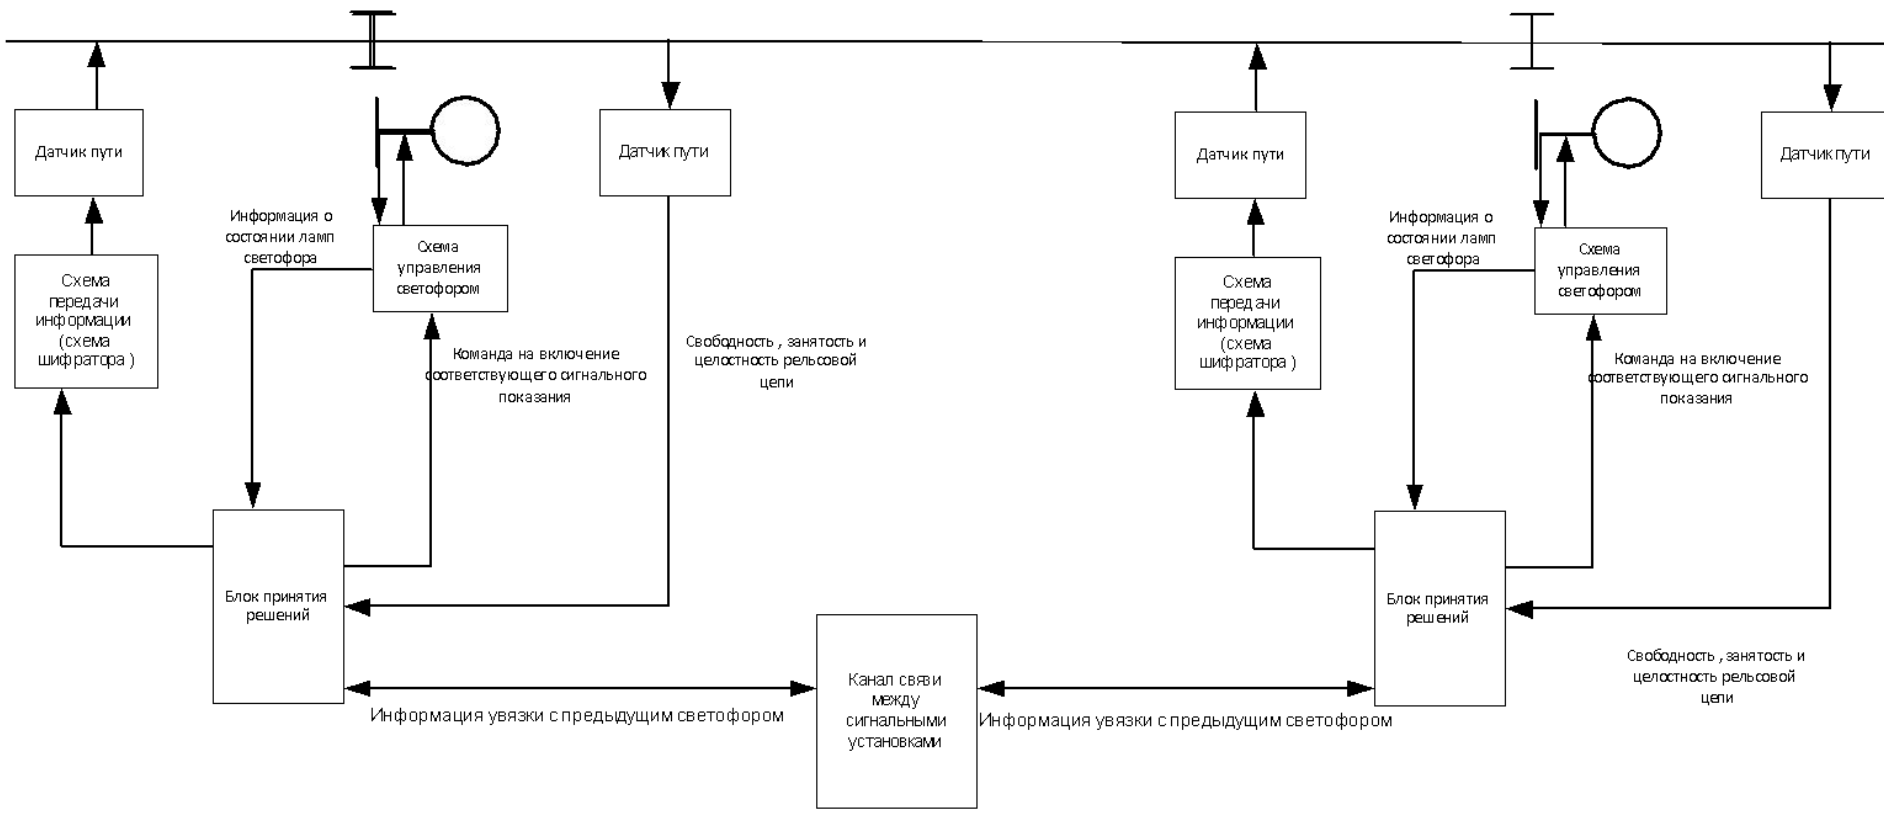 Датчик пути
Датчик пути
Датчик пути
Датчик пути
Информация о
состоянии ламп
светофора
Схема
управления
светофором
Информация о
состоянии ламп
светофора
Схема
управления
светофором
Схема
передачи
информации
(схема
шифратора )
Схема
передачи
информации
(схема
шифратора )
Команда на включение
соответствующего сигнального
показания
Свободность , занятость и
целостность рельсовой
цепи
Команда на включение
соответствующего сигнального
показания
Блок принятия
решений
Блок принятия
решений
Свободность , занятость и
целостность рельсовой
цепи
Канал связи
между
сигнальными
установками
Информация увязки с предыдущим светофором
Информация увязки с предыдущим светофором